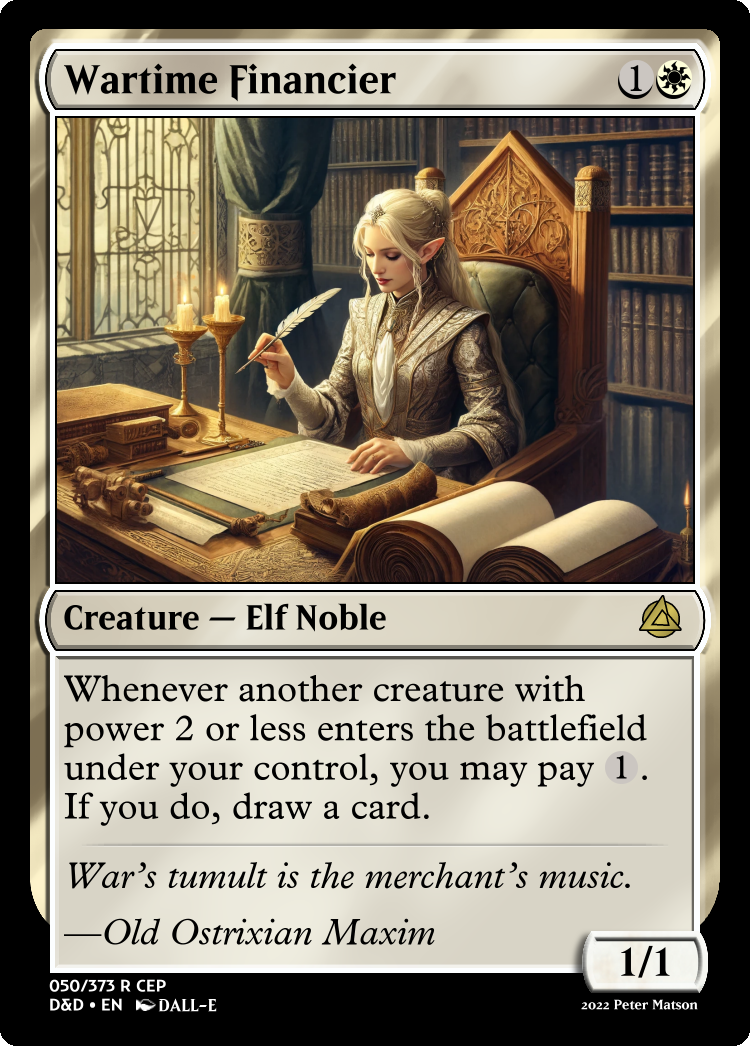 Wartime Financier 1
Creature — Elf Noble
Whenever another creature with
power 2 or less enters the battlefield
under your control, you may pay 1.
If you do, draw a card.
War's tumult is the merchant's music.
—Old Ostrixian Maxim
1/1
050/373 R CEP
D&D • EN DALL-E
2022 Peter Matson